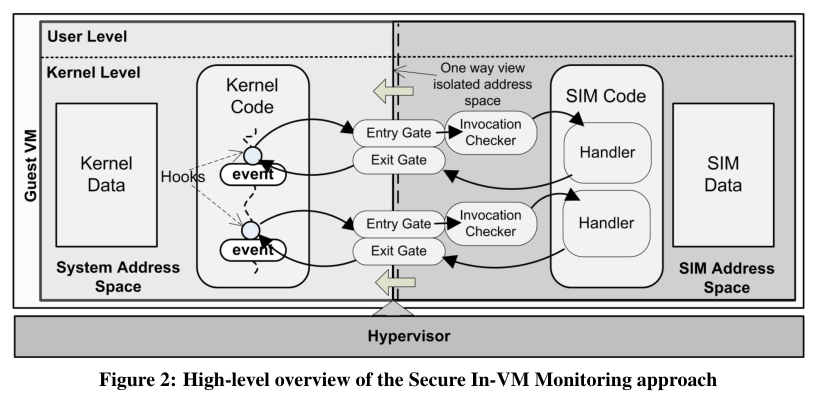 User Level
Kernel Level
Guest VM
Kernel
Code
One way view
isolated address
space
SIM Code
Kernel
Data
Hooks
event
Entry Gate
Invocation
Checker
Exit Gate
Handler
SIM
Data
event
Entry Gate
Invocation
Checker
Exit Gate
Handler
System Address
Space
SIM Address
Space
Hypervisor
Figure 2: High-level overview of the Secure In-VM Monitoring approach